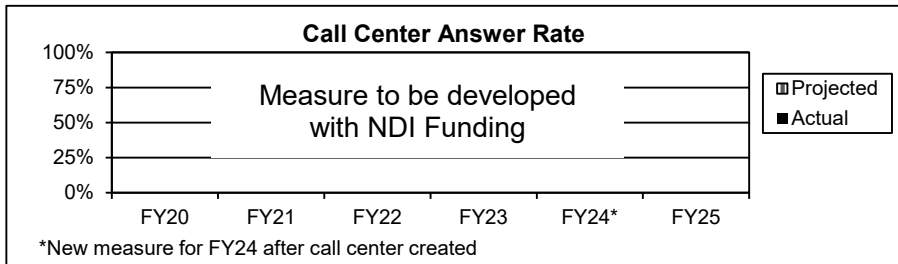 Call Center Answer Rate
100%
75%
50%
25%
0%
Measure to be developed
with NDI Funding
Projected
Actual
FY20 FY21 FY22 FY23 FY24* FY25
*New measure for FY24 after call center created